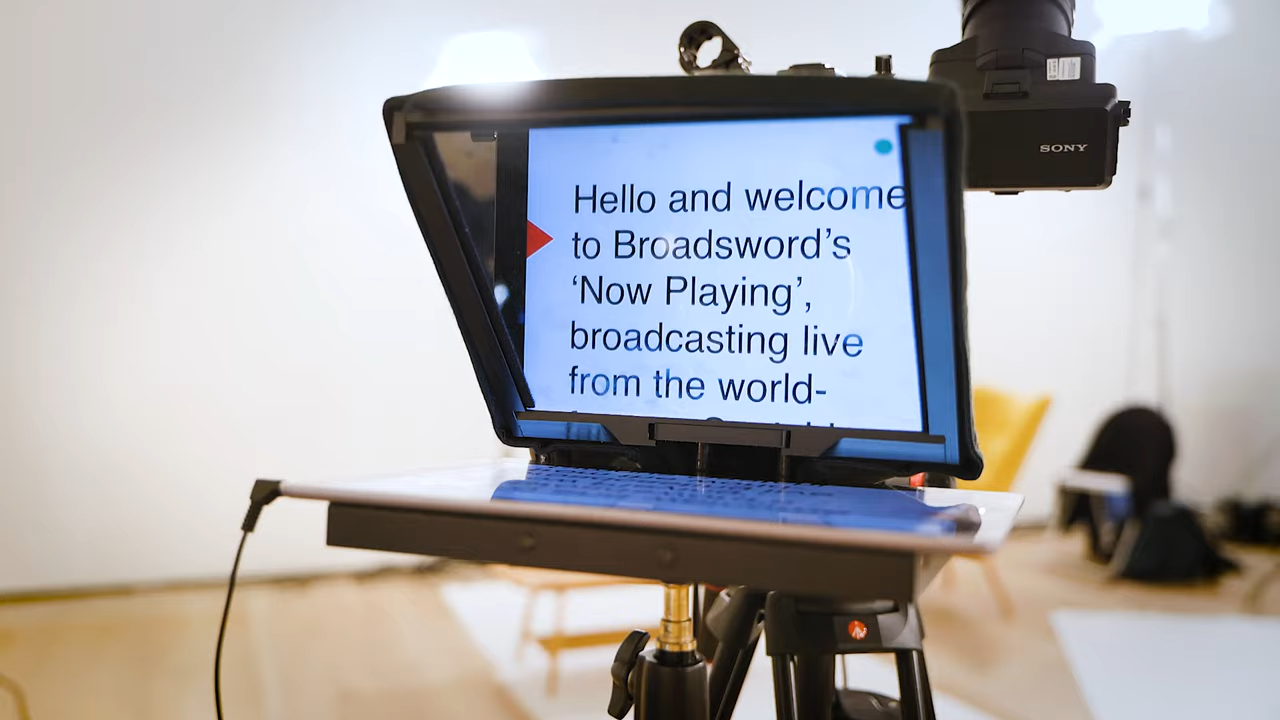 SONY
Hello and welcome
to Broadsword’s
‘Now Playing’,
broadcasting live
from the world-